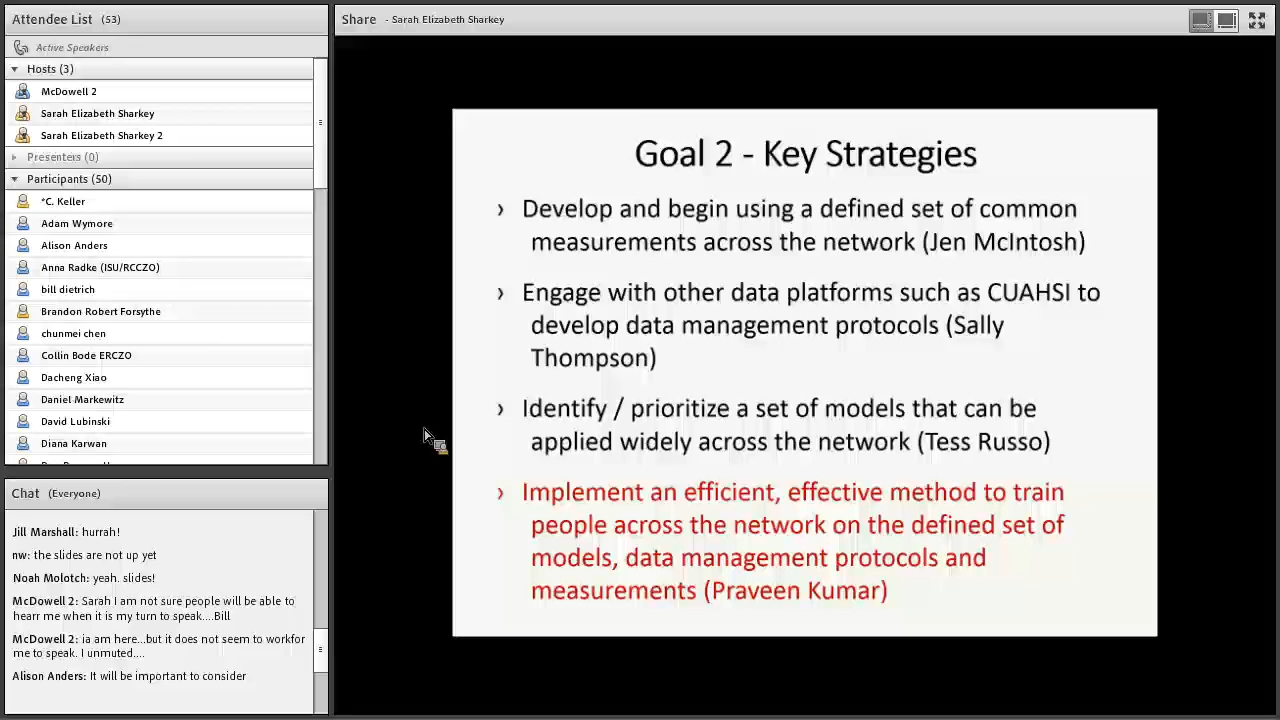 Attendee List (53)
Active Speakers
Hosts (3)
McDowell 2
Sarah Elizabeth Sharkey
Sarah Elizabeth Sharkey 2
Presenters (0)
Participants (50)
*C. Keller
Adam Wymore
Alison Anders
Anna Radke (ISU/RCCZO)
bill dietrich
Brandon Robert Forsythe
chunmei chen
Collin Bode ERCZO
Dacheng Xiao
Daniel Markewitz
David Lubinski
Diana Karwan
Chat (Everyone)
Jill Marshall: hurrah!
nw: the slides are not up yet
Noah Molotch: yeah. slides!
McDowell 2: Sarah I am not sure people will be able to
hearr me when it is my turn to speak....Bill
McDowell 2: ia am here...but it does not seem to workfor
me to speak. I unmuted....
Alison Anders: It will be important to consider
Share - Sarah Elizabeth Sharkey
Goal 2 - Key Strategies
› Develop and begin using a defined set of common
measurements across the network (Jen McIntosh)
› Engage with other data platforms such as CUAHSI to
develop data management protocols (Sally
Thompson)
› Identify / prioritize a set of models that can be
applied widely across the network (Tess Russo)
› Implement an efficient, effective method to train
people across the network on the defined set of
models, data management protocols and
measurements (Praveen Kumar)